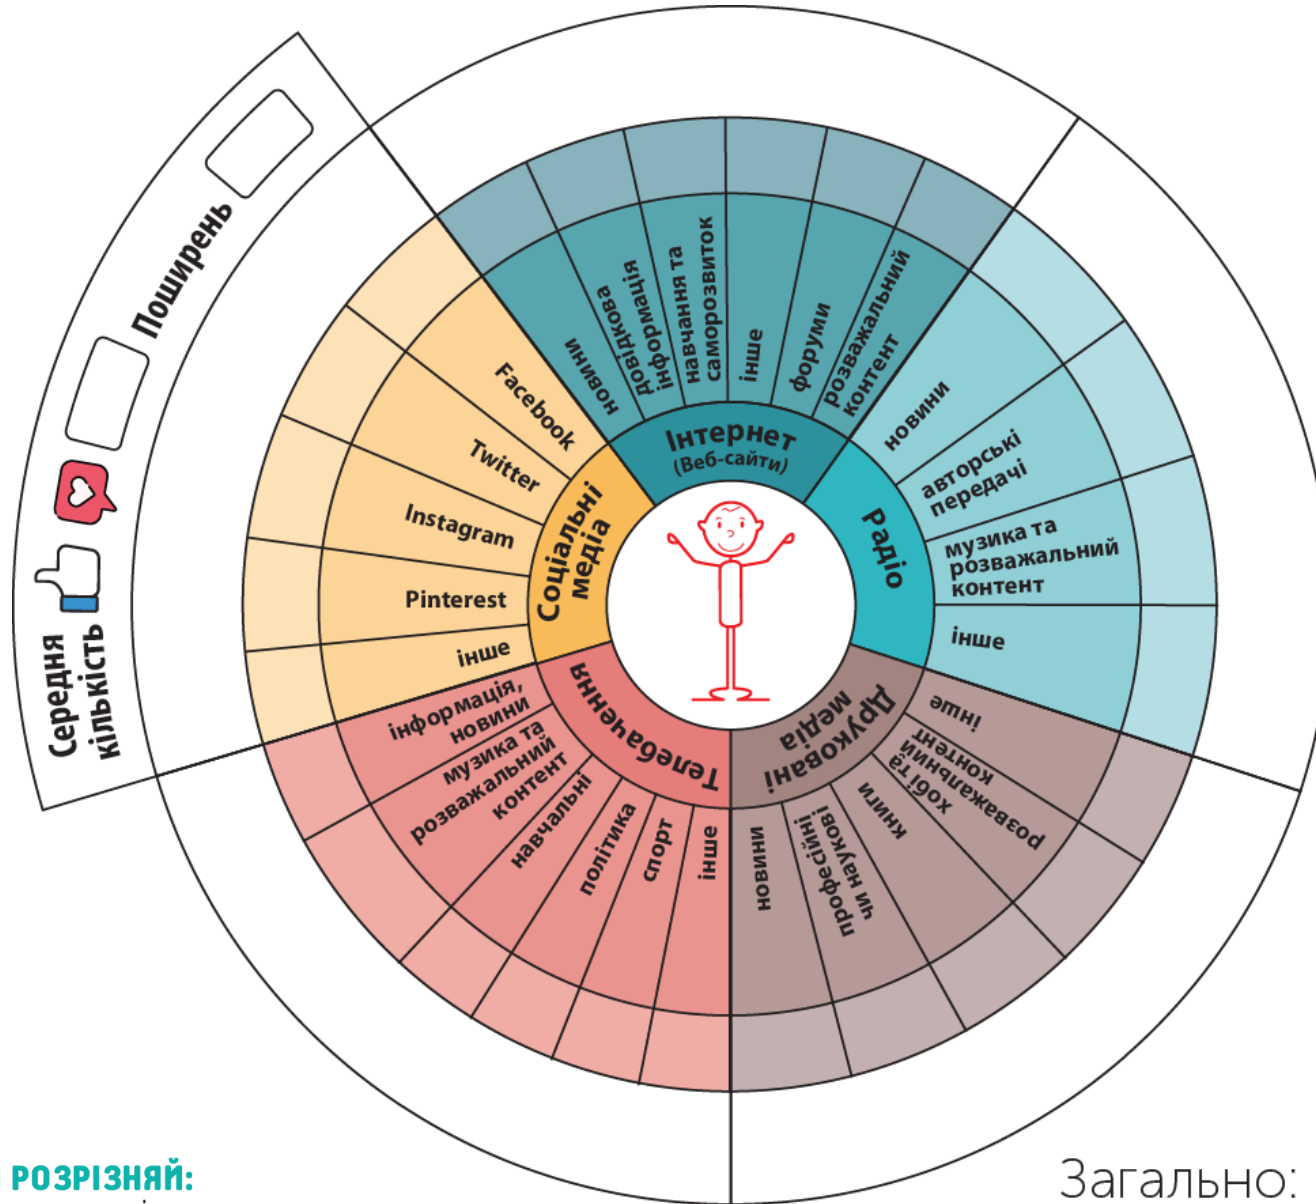 Середня
кількість
Поширень
Інтернет
(Веб-сайти)
новини
довідкова
інформація
навчання та
саморозвиток
інше
форуми
розважальний
контент
Радіо
новини
авторські
передачі
музика та
розважальний
контент
інше
Друковані
медіа
інше
хобі та
розважальний
контент
книги
професійні
чи наукові
новини
Телебачення
інформація,
новини
музика та
розважальний
контент
навчальні
політика
спорт
інше
Соціальні
медіа
Facebook
Twitter
Instagram
Pinterest
інше
РОЗРІЗНЯЙ:
Загально: